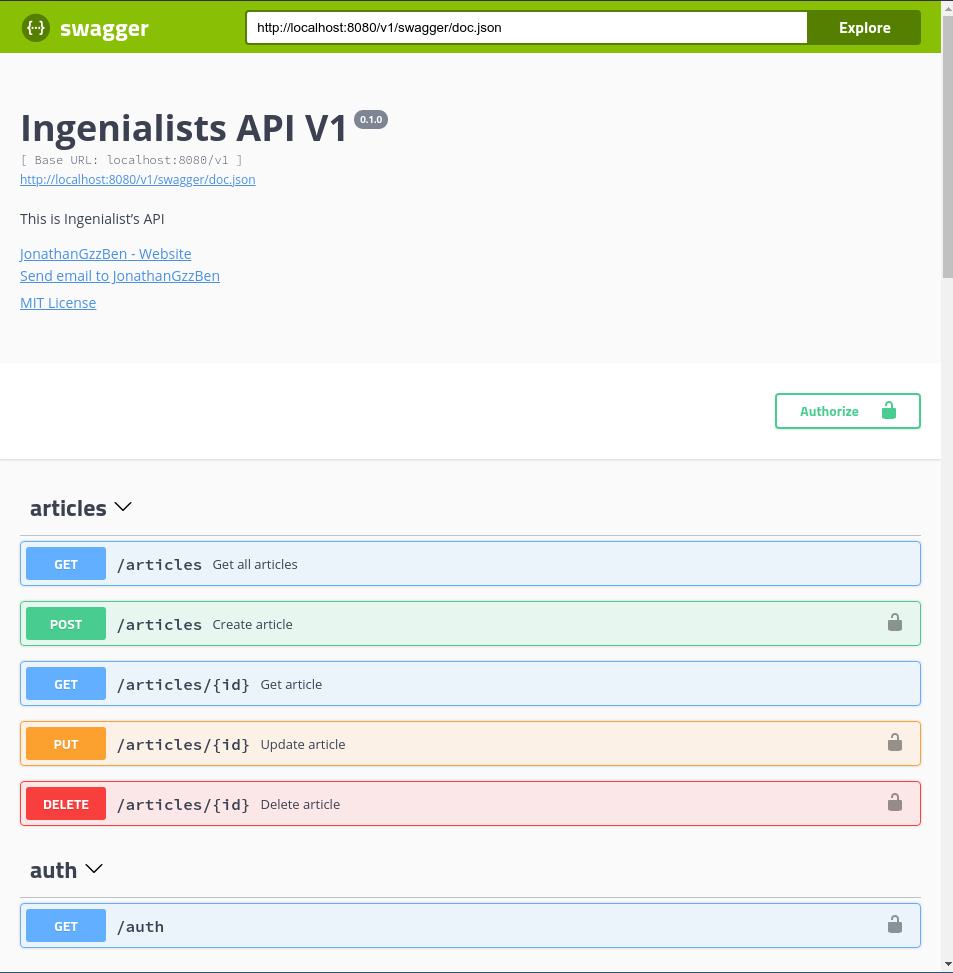 {··} swagger http://localhost:8080/v1/swagger/doc.json Explore
Ingenialists API V1 0.1.0
[ Base URL: localhost:8080/v1 ]
http://localhost:8080/v1/swagger/doc.json
This is Ingenialist’s API
JonathanGzzBen - Website
Send email to JonathanGzzBen
MIT License
Authorize
articles
GET /articles Get all articles
POST /articles Create article
GET /articles/{id} Get article
PUT /articles/{id} Update article
DELETE /articles/{id} Delete article
auth
GET /auth